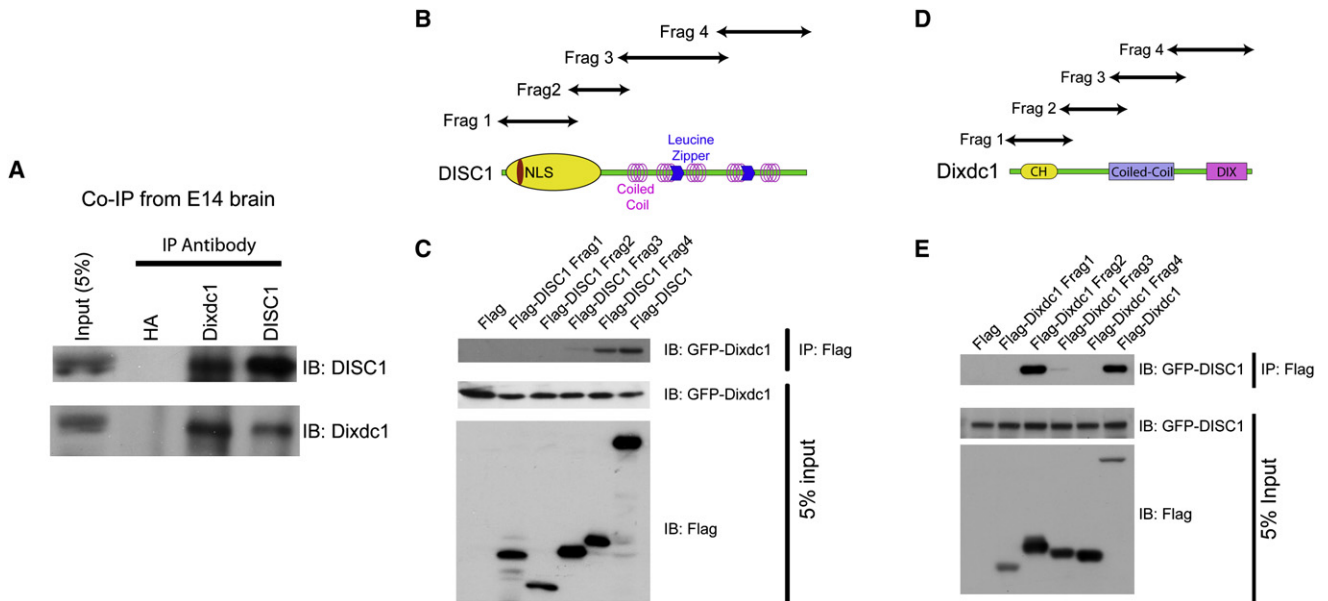 A
Co-IP from E14 brain
IP Antibody
Input (5%)
HA
Dixdc1
DISC1
IB: DISC1
IB: Dixdc1
B
Frag 4
Frag 3
Frag2
Frag 1
Leucine
Zipper
DISC1
NLS
Coiled
Coil
C
Flag
Flag-DISC1 Frag1
Flag-DISC1 Frag2
Flag-DISC1 Frag3
Flag-DISC1 Frag4
Flag-DISC1
IB: GFP-Dixdc1
IP: Flag
IB: GFP-Dixdc1
IB: Flag
5% input
D
Frag 4
Frag 3
Frag 2
Frag 1
Dixdc1
CH
Coiled-Coil
DIX
E
Flag
Flag-Dixdc1 Frag1
Flag-Dixdc1 Frag2
Flag-Dixdc1 Frag3
Flag-Dixdc1 Frag4
Flag-Dixdc1
IB: GFP-DISC1
IP: Flag
IB: GFP-DISC1
IB: Flag
5% Input